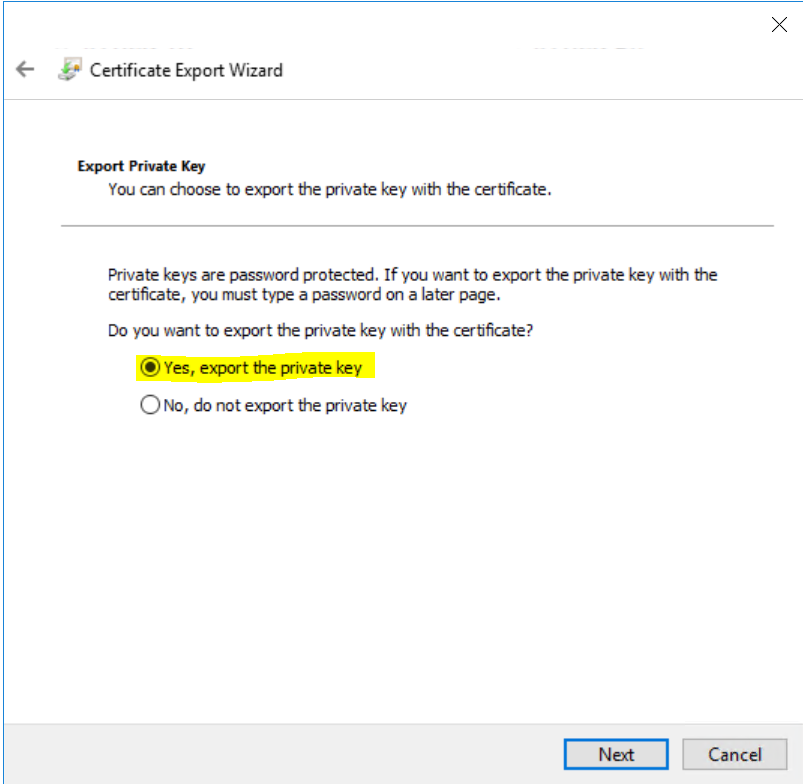 Certificate Export Wizard
Export Private Key
You can choose to export the private key with the certificate.
Private keys are password protected. If you want to export the private key with the
certificate, you must type a password on a later page.
Do you want to export the private key with the certificate?
Yes, export the private key
No, do not export the private key
Next
Cancel